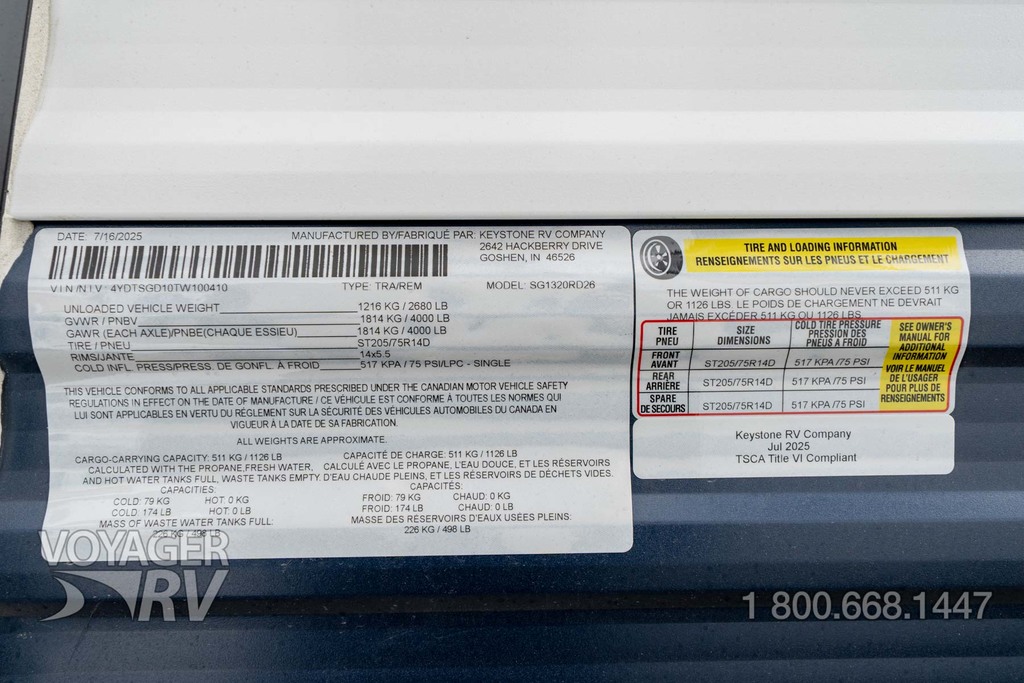 DATE: 7/16/2025 MANUFACTURED BY/FABRIQUÉ PAR: KEYSTONE RV COMPANY
2642 HACKBERRY DRIVE
GOSHEN, IN 46526
V I N / N I V : 4YDTSGD10TW100410 TYPE: TRA/REM MODEL: SG1320RD26
UNLOADED VEHICLE WEIGHT 1216 KG / 2680 LB
GVWR / PNBV 1814 KG / 4000 LB
GAWR (EACH AXLE)/PNBE(CHAQUE ESSIEU) 1814 KG / 4000 LB
TIRE / PNEU ST205/75R14D
RIMS/JANTE 14x5.5
COLD INFL. PRESS/PRESS. DE GONFL. À FROID 517 KPA / 75 PSI/LPC - SINGLE
THIS VEHICLE CONFORMS TO ALL APPLICABLE STANDARDS PRESCRIBED UNDER THE CANADIAN MOTOR VEHICLE SAFETY
REGULATIONS IN EFFECT ON THE DATE OF MANUFACTURE / CE VÉHICULE EST CONFORME À TOUTES LES NORMES QUI
LUI SONT APPLICABLES EN VERTU DU RÉGLEMENT SUR LA SÉCURITÉ DES VÉHICULES AUTOMOBILES DU CANADA EN
VIGUEUR À LA DATE DE SA FABRICATION.
ALL WEIGHTS ARE APPROXIMATE.
CARGO-CARRYING CAPACITY: 511 KG / 1126 LB CAPACITÉ DE CHARGE: 511 KG / 1126 LB
CALCULATED WITH THE PROPANE,FRESH WATER, CALCULÉ AVEC LE PROPANE, L'EAU DOUCE, ET LES RÉSERVOIRS
AND HOT WATER TANKS FULL, WASTE TANKS EMPTY. D'EAU CHAUDE PLEINS, ET LES RÉSERVOIRS DE DÉCHETS VIDES.
CAPACITIES: CAPACITÉS:
COLD: 79 KG HOT: 0 KG FROID: 79 KG CHAUD: 0 KG
COLD: 174 LB HOT: 0 LB FROID: 174 LB CHAUD: 0 LB
MASS OF WASTE WATER TANKS FULL: MASSE DES RÉSERVOIRS D'EAUX USÉES PLEINS:
226 KG / 498 LB 226 KG / 498 LB
TIRE AND LOADING INFORMATION
RENSEIGNEMENTS SUR LES PNEUS ET LE CHARGEMENT
THE WEIGHT OF CARGO SHOULD NEVER EXCEED 511 KG
OR 1126 LBS. LE POIDS DE CHARGEMENT NE DEVRAIT
JAMAIS EXCÉDER 511 KG OU 1126 LBS.
TIRE PNEU SIZE DIMENSIONS COLD TIRE PRESSURE PRESSION DES PNEUS A FROID
FRONT AVANT ST205/75R14D 517 KPA /75 PSI
REAR ARRIÈRE ST205/75R14D 517 KPA /75 PSI
SPARE DE SECOURS ST205/75R14D 517 KPA /75 PSI
SEE OWNER'S
MANUAL FOR
ADDITIONAL
INFORMATION
VOIR LE MANUEL
DE L'USAGER
POUR PLUS DE
RENSEIGNEMENTS
Keystone RV Company
Jul 2025
TSCA Title VI Compliant
VOYAGER
RV
1 800.668.1447